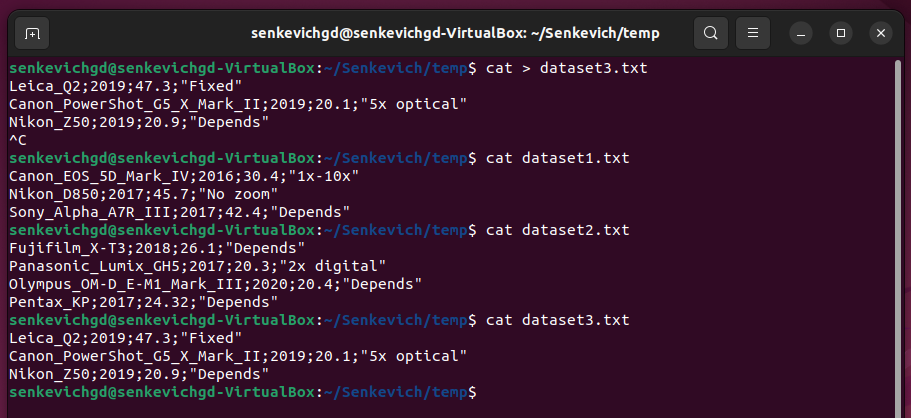 senkevichgd@senkevichgd-VirtualBox: ~/Senkevich/temp
senkevichgd@senkevichgd-VirtualBox:~/Senkevich/temp$ cat > dataset3.txt
Leica_Q2;2019;47.3;"Fixed"
Canon_PowerShot_G5_X_Mark_II;2019;20.1;"5x optical"
Nikon_Z50;2019;20.9;"Depends"
^C
senkevichgd@senkevichgd-VirtualBox:~/Senkevich/temp$ cat dataset1.txt
Canon_EOS_5D_Mark_IV;2016;30.4;"1x-10x"
Nikon_D850;2017;45.7;"No zoom"
Sony_Alpha_A7R_III;2017;42.4;"Depends"
senkevichgd@senkevichgd-VirtualBox:~/Senkevich/temp$ cat dataset2.txt
Fujifilm_X-T3;2018;26.1;"Depends"
Panasonic_Lumix_GH5;2017;20.3;"2x digital"
Olympus_OM-D_E-M1_Mark_III;2020;20.4;"Depends"
Pentax_KP;2017;24.32;"Depends"
senkevichgd@senkevichgd-VirtualBox:~/Senkevich/temp$ cat dataset3.txt
Leica_Q2;2019;47.3;"Fixed"
Canon_PowerShot_G5_X_Mark_II;2019;20.1;"5x optical"
Nikon_Z50;2019;20.9;"Depends"
senkevichgd@senkevichgd-VirtualBox:~/Senkevich/temp$